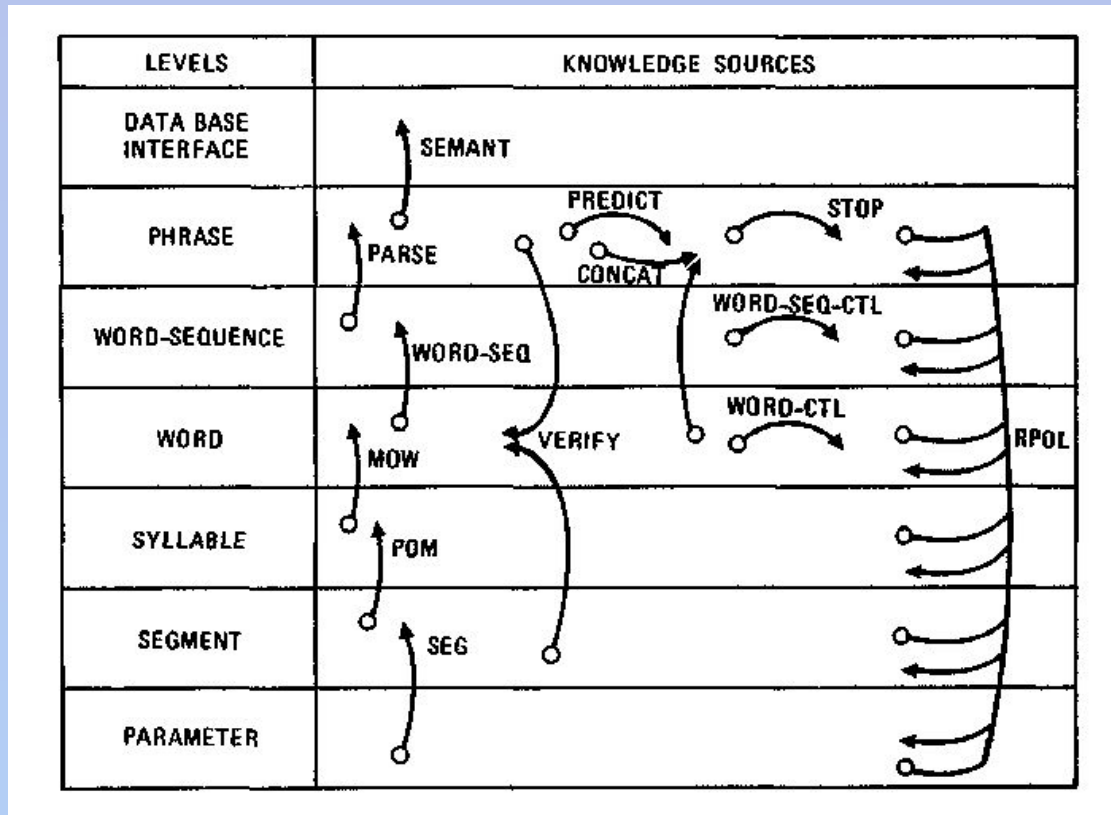 LEVELS
KNOWLEDGE SOURCES
DATA BASE
INTERFACE
SEMANT
PHRASE
PREDICT
STOP
PARSE
CONCAT
WORD-SEQUENCE
WORD-SEQ-CTL
WORD-SEQ
WORD
WORD-CTL
VERIFY
RPOL
MOW
SYLLABLE
POM
SEGMENT
SEG
PARAMETER